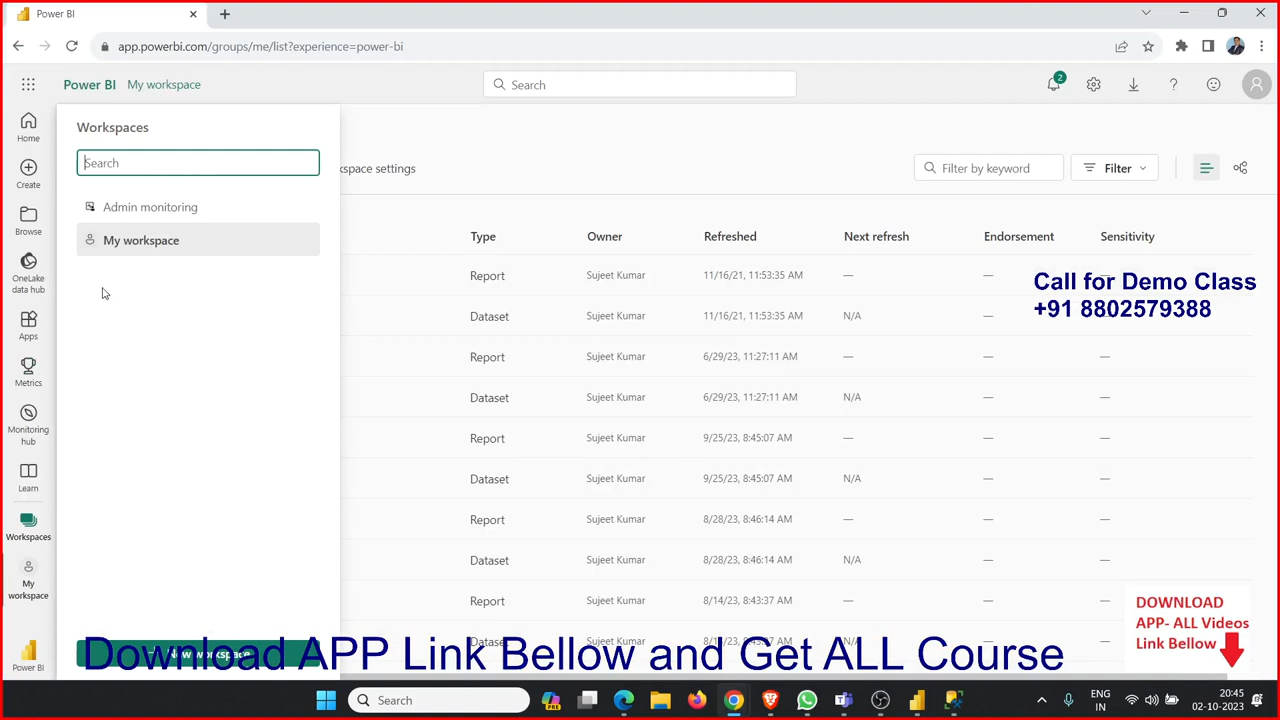 Power BI
app.powerbi.com/groups/me/list?experience=power-bi
Power BI My workspace
Search
2
Home
Create
Browse
OneLake
data hub
Apps
Metrics
Monitoring
hub
Learn
Workspaces
My
workspace
Power BI
Workspaces
Search
Admin monitoring
My workspace
New workspace
kspace settings
Filter by keyword
Filter
Type Owner Refreshed Next refresh Endorsement Sensitivity
Report Sujeet Kumar 11/16/21, 11:53:35 AM — — —
Dataset Sujeet Kumar 11/16/21, 11:53:35 AM N/A — —
Report Sujeet Kumar 6/29/23, 11:27:11 AM — — —
Dataset Sujeet Kumar 6/29/23, 11:27:11 AM N/A — —
Report Sujeet Kumar 9/25/23, 8:45:07 AM — — —
Dataset Sujeet Kumar 9/25/23, 8:45:07 AM N/A — —
Report Sujeet Kumar 8/28/23, 8:46:14 AM — — —
Dataset Sujeet Kumar 8/28/23, 8:46:14 AM N/A — —
Report Sujeet Kumar 8/14/23, 8:43:37 AM — — —
Call for Demo Class
+91 8802579388
DOWNLOAD
APP- ALL Videos
Link Bellow
Download APP Link Bellow and Get ALL Course
Search
PRE
ENG
IN
20:45
02-10-2023